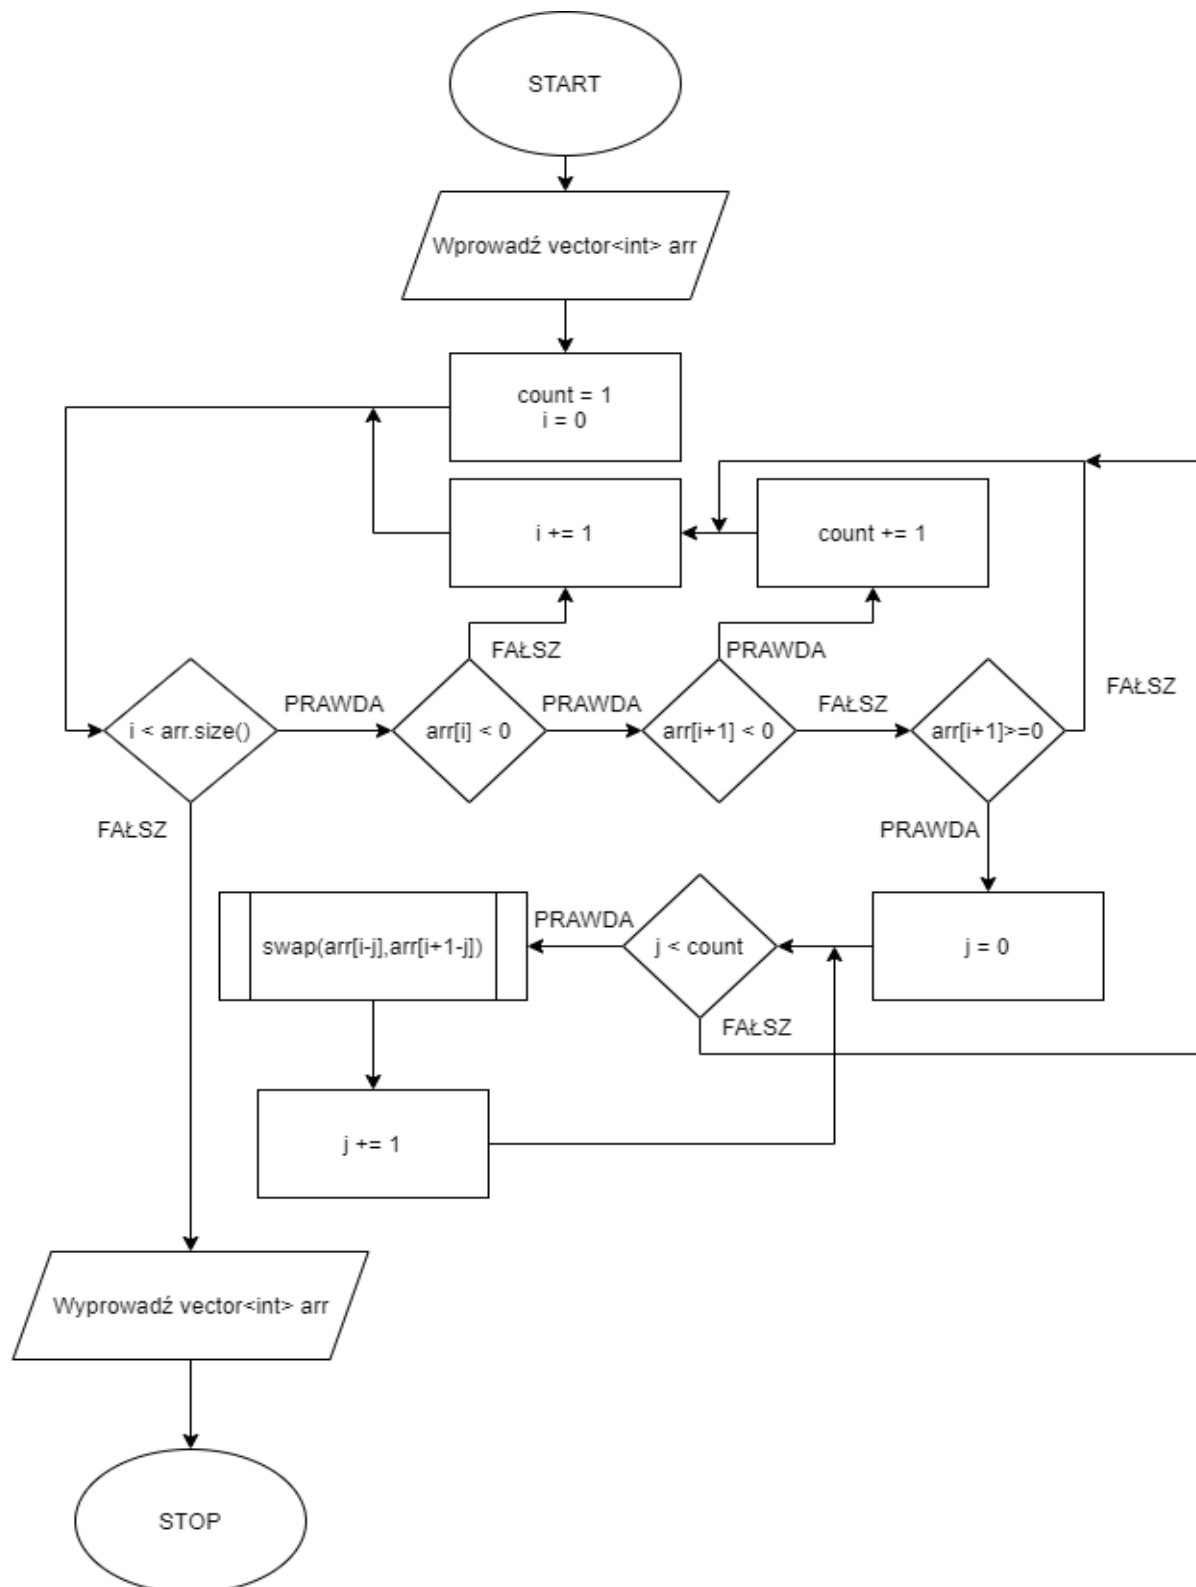 START
Wprowadź vector<int> arr
count = 1
i = 0
i += 1
count += 1
FAŁSZ
PRAWDA
FAŁSZ
i < arr.size()
PRAWDA
arr[i] < 0
PRAWDA
arr[i+1] < 0
FAŁSZ
arr[i+1]>=0
FAŁSZ
PRAWDA
swap(arr[i-j],arr[i+1-j])
PRAWDA
j < count
j = 0
FAŁSZ
j += 1
Wyprowadź vector<int> arr
STOP